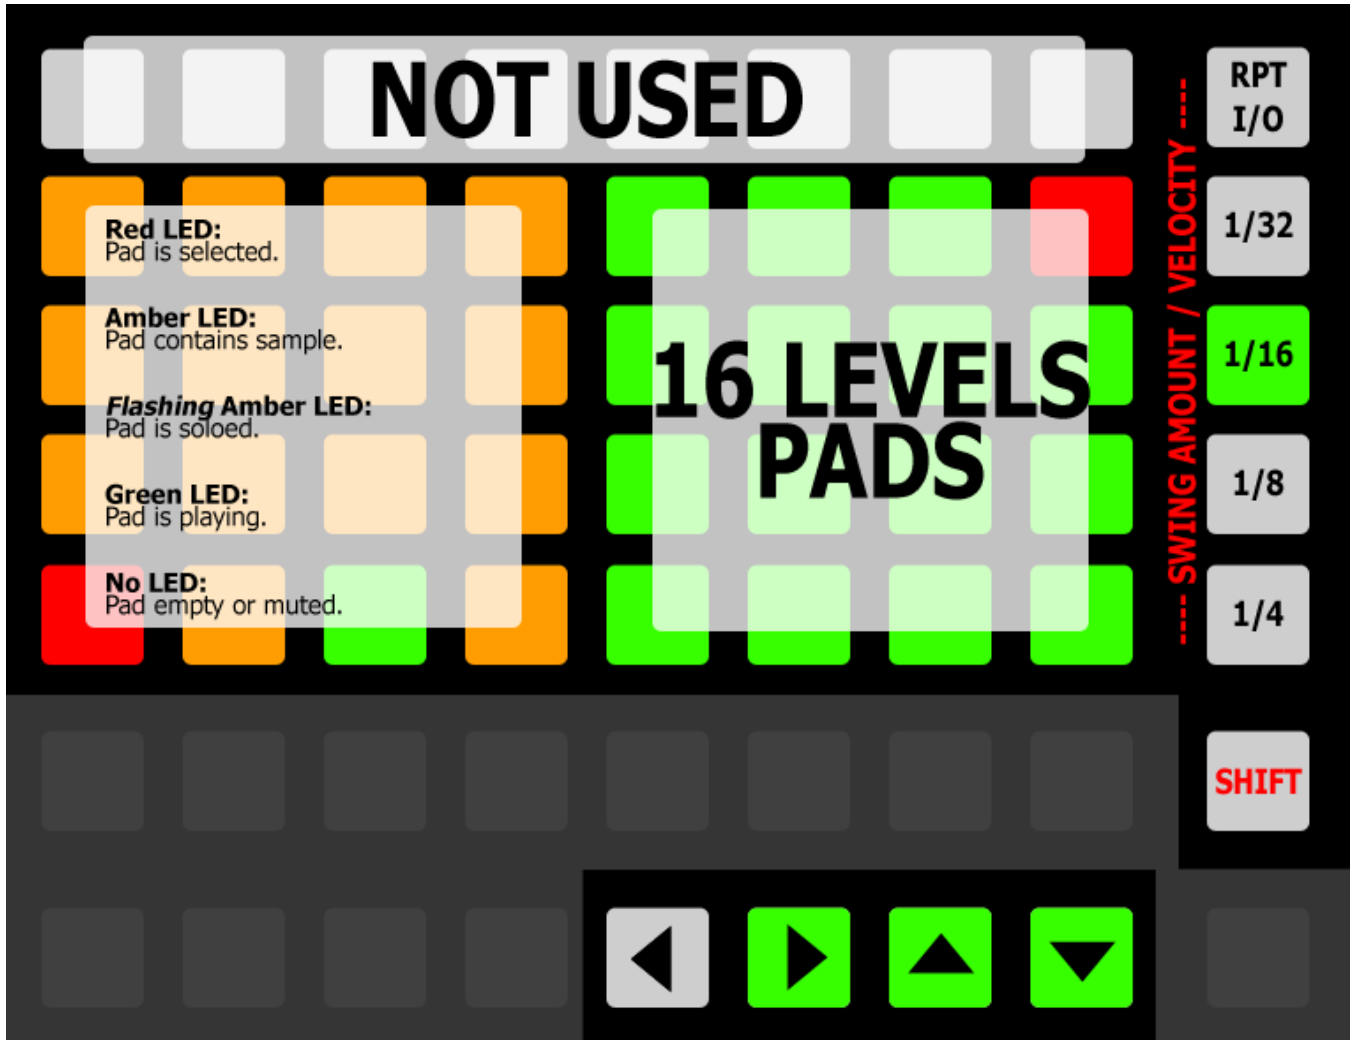 NOT USED
RPT
I/O
Red LED:
Pad is selected.
Amber LED:
Pad contains sample.
Flashing Amber LED:
Pad is soloed.
Green LED:
Pad is playing.
No LED:
Pad empty or muted.
16 LEVELS
PADS
---- SWING AMOUNT / VELOCITY ----
1/32
1/16
1/8
1/4
SHIFT